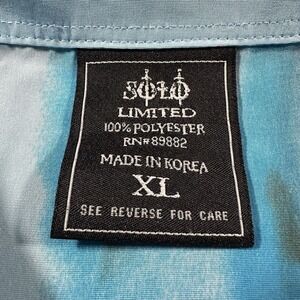 SOLO
LIMITED
100% POLYESTER
RN# 89882
MADE IN KOREA
XL
SEE REVERSE FOR CARE